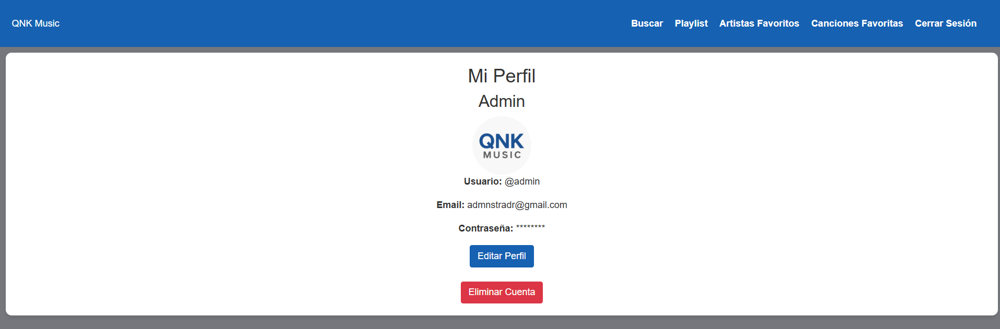 QNK Music Buscar Playlist Artistas Favoritos Canciones Favoritas Cerrar Sesión
Mi Perfil
Admin
QNK
MUSIC
Usuario: @admin
Email: admnstradr@gmail.com
Contraseña: ********
Editar Perfil
Eliminar Cuenta